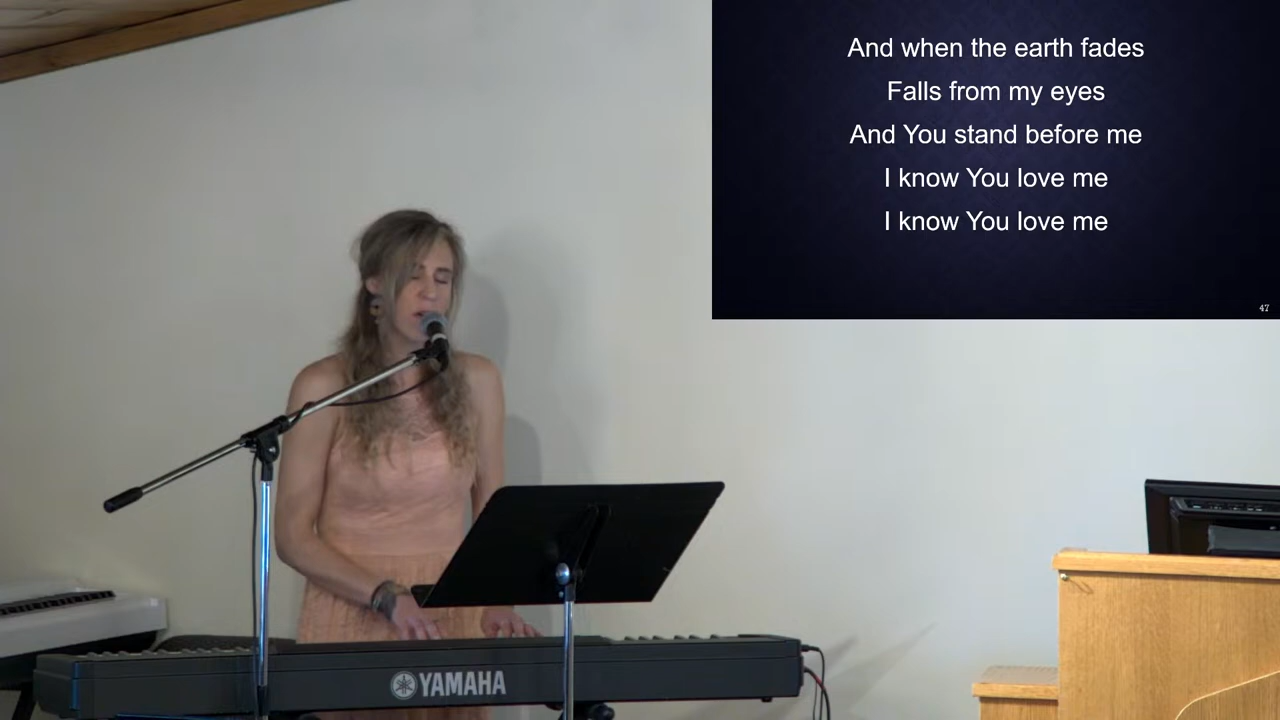 And when the earth fades
Falls from my eyes
And You stand before me
I know You love me
I know You love me
47
YAMAHA